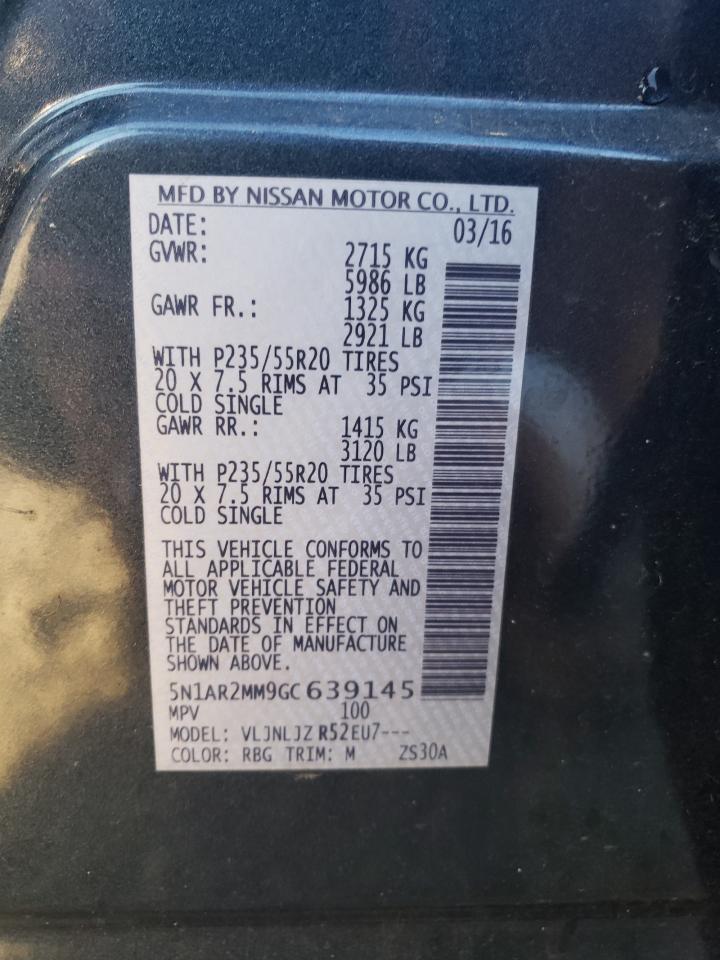 MFD BY NISSAN MOTOR CO., LTD.
DATE: 03/16
GVWR: 2715 KG
5986 LB
GAWR FR.: 1325 KG
2921 LB
WITH P235/55R20 TIRES
20 X 7.5 RIMS AT 35 PSI
COLD SINGLE
GAWR RR.: 1415 KG
3120 LB
WITH P235/55R20 TIRES
20 X 7.5 RIMS AT 35 PSI
COLD SINGLE
THIS VEHICLE CONFORMS TO
ALL APPLICABLE FEDERAL
MOTOR VEHICLE SAFETY AND
THEFT PREVENTION
STANDARDS IN EFFECT ON
THE DATE OF MANUFACTURE
SHOWN ABOVE.
5N1AR2MM9GC639145
MPV 100
MODEL: VLJNLJZ R52EU7---
COLOR: RBG TRIM: M ZS30A